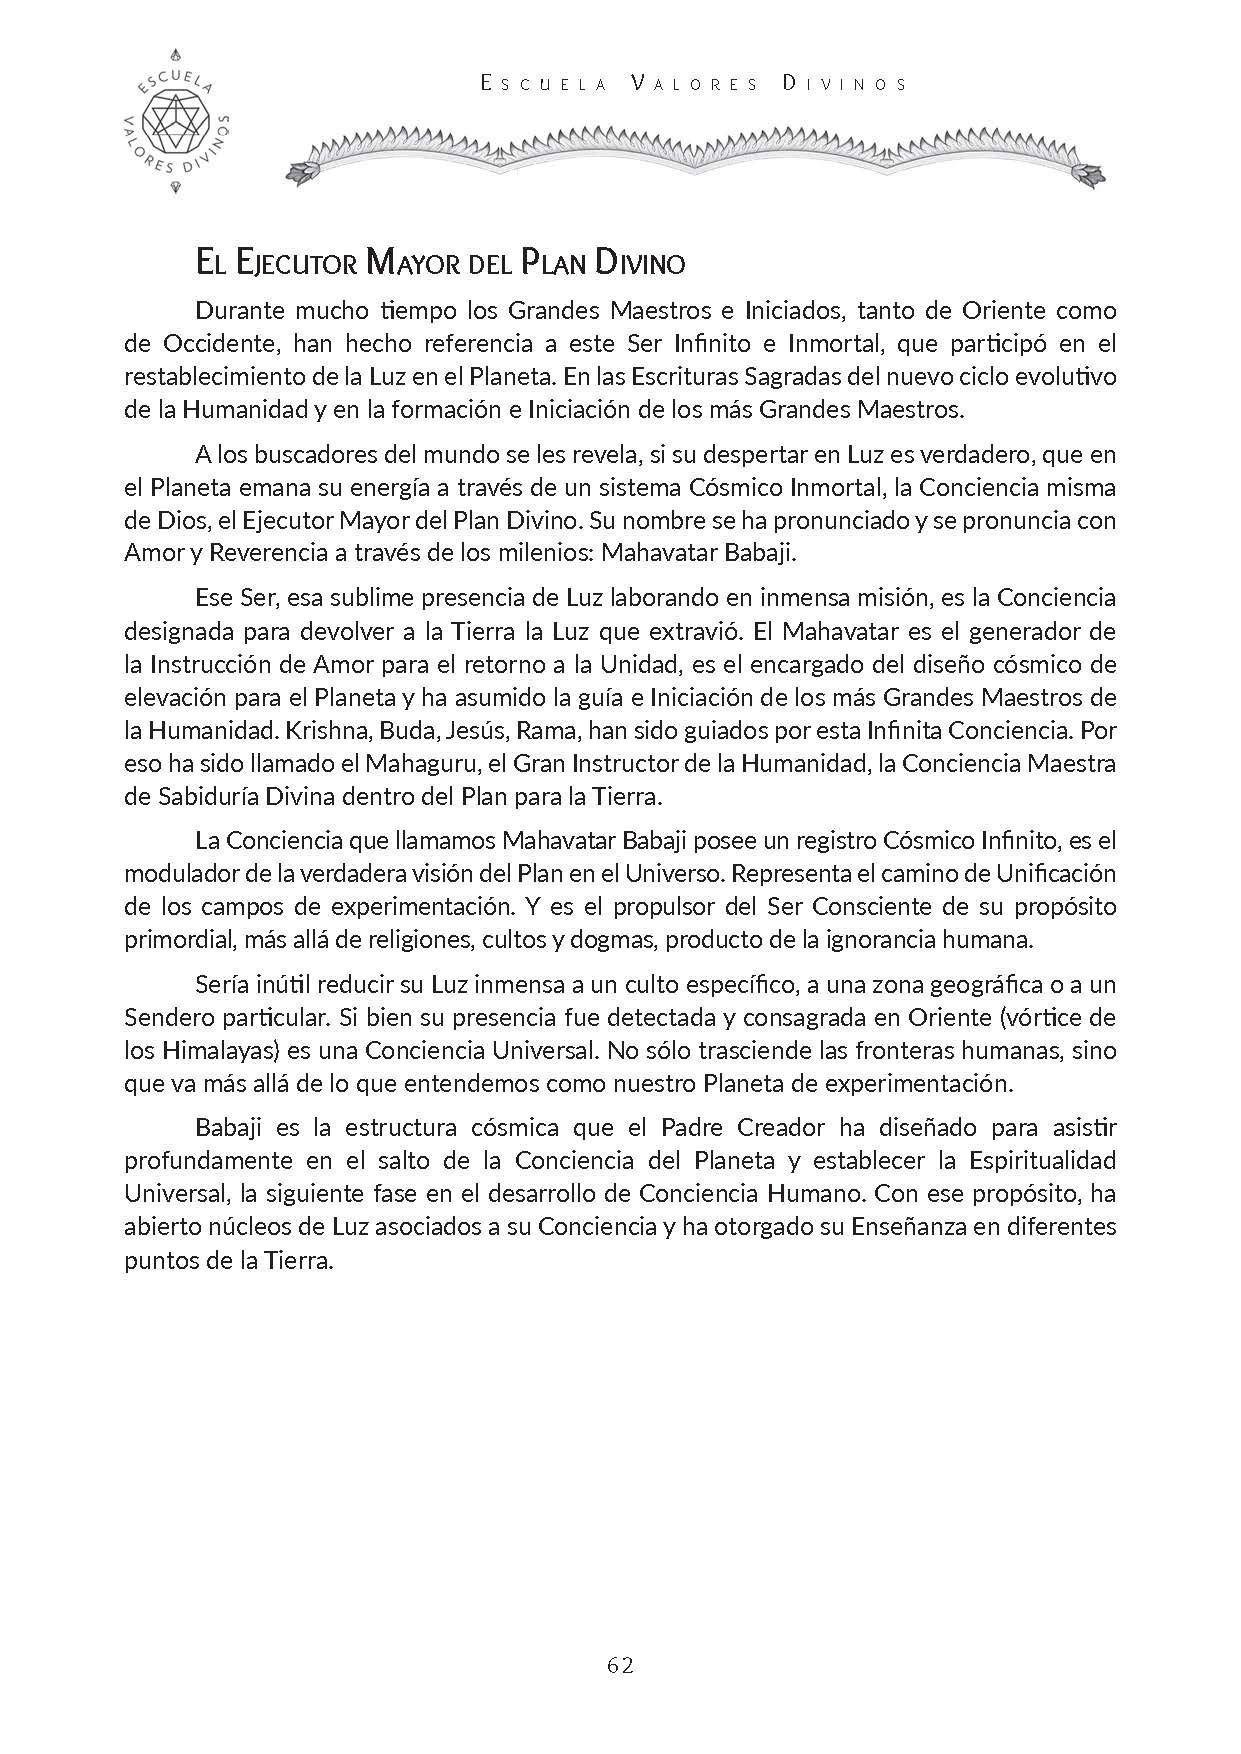 ESCUELA
VALORES DIVINOS
Escuela Valores Divinos
El Ejecutor Mayor del Plan Divino
Durante mucho tiempo los Grandes Maestros e Iniciados, tanto de Oriente como
de Occidente, han hecho referencia a este Ser Infinito e Inmortal, que participó en el
restablecimiento de la Luz en el Planeta. En las Escrituras Sagradas del nuevo ciclo evolutivo
de la Humanidad y en la formación e Iniciación de los más Grandes Maestros.
A los buscadores del mundo se les revela, si su despertar en Luz es verdadero, que en
el Planeta emana su energía a través de un sistema Cósmico Inmortal, la Conciencia misma
de Dios, el Ejecutor Mayor del Plan Divino. Su nombre se ha pronunciado y se pronuncia con
Amor y Reverencia a través de los milenios: Mahavatar Babaji.
Ese Ser, esa sublime presencia de Luz laborando en inmensa misión, es la Conciencia
designada para devolver a la Tierra la Luz que extravió. El Mahavatar es el generador de
la Instrucción de Amor para el retorno a la Unidad, es el encargado del diseño cósmico de
elevación para el Planeta y ha asumido la guía e Iniciación de los más Grandes Maestros de
la Humanidad. Krishna, Buda, Jesús, Rama, han sido guiados por esta Infinita Conciencia. Por
eso ha sido llamado el Mahaguru, el Gran Instructor de la Humanidad, la Conciencia Maestra
de Sabiduría Divina dentro del Plan para la Tierra.
La Conciencia que llamamos Mahavatar Babaji posee un registro Cósmico Infinito, es el
modulador de la verdadera visión del Plan en el Universo. Representa el camino de Unificación
de los campos de experimentación. Y es el propulsor del Ser Consciente de su propósito
primordial, más allá de religiones, cultos y dogmas, producto de la ignorancia humana.
Sería inútil reducir su Luz inmensa a un culto específico, a una zona geográfica o a un
Sendero particular. Si bien su presencia fue detectada y consagrada en Oriente (vórtice de
los Himalayas) es una Conciencia Universal. No sólo trasciende las fronteras humanas, sino
que va más allá de lo que entendemos como nuestro Planeta de experimentación.
Babaji es la estructura cósmica que el Padre Creador ha diseñado para asistir
profundamente en el salto de la Conciencia del Planeta y establecer la Espiritualidad
Universal, la siguiente fase en el desarrollo de Conciencia Humano. Con ese propósito, ha
abierto núcleos de Luz asociados a su Conciencia y ha otorgado su Enseñanza en diferentes
puntos de la Tierra.
62